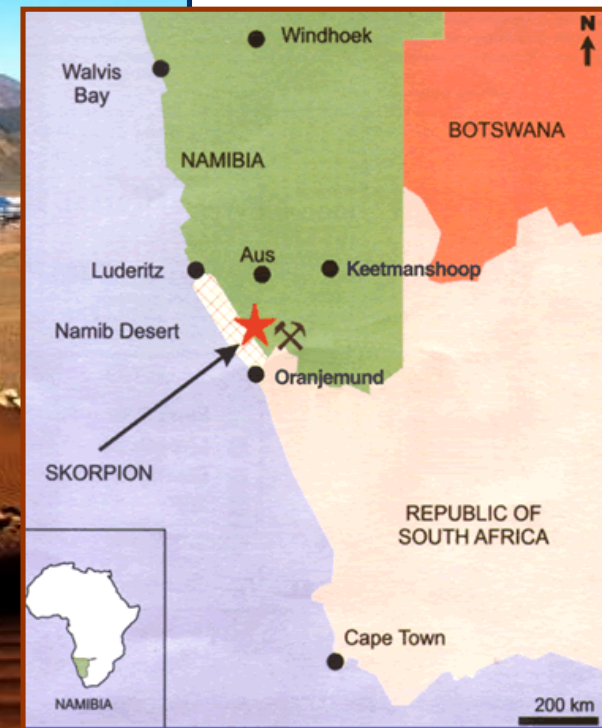 N
Windhoek
Walvis
Bay
BOTSWANA
NAMIBIA
Aus
Luderitz
Keetmanshoop
Namib Desert
Oranjemund
SKORPION
REPUBLIC OF
SOUTH AFRICA
Cape Town
NAMIBIA
200 km